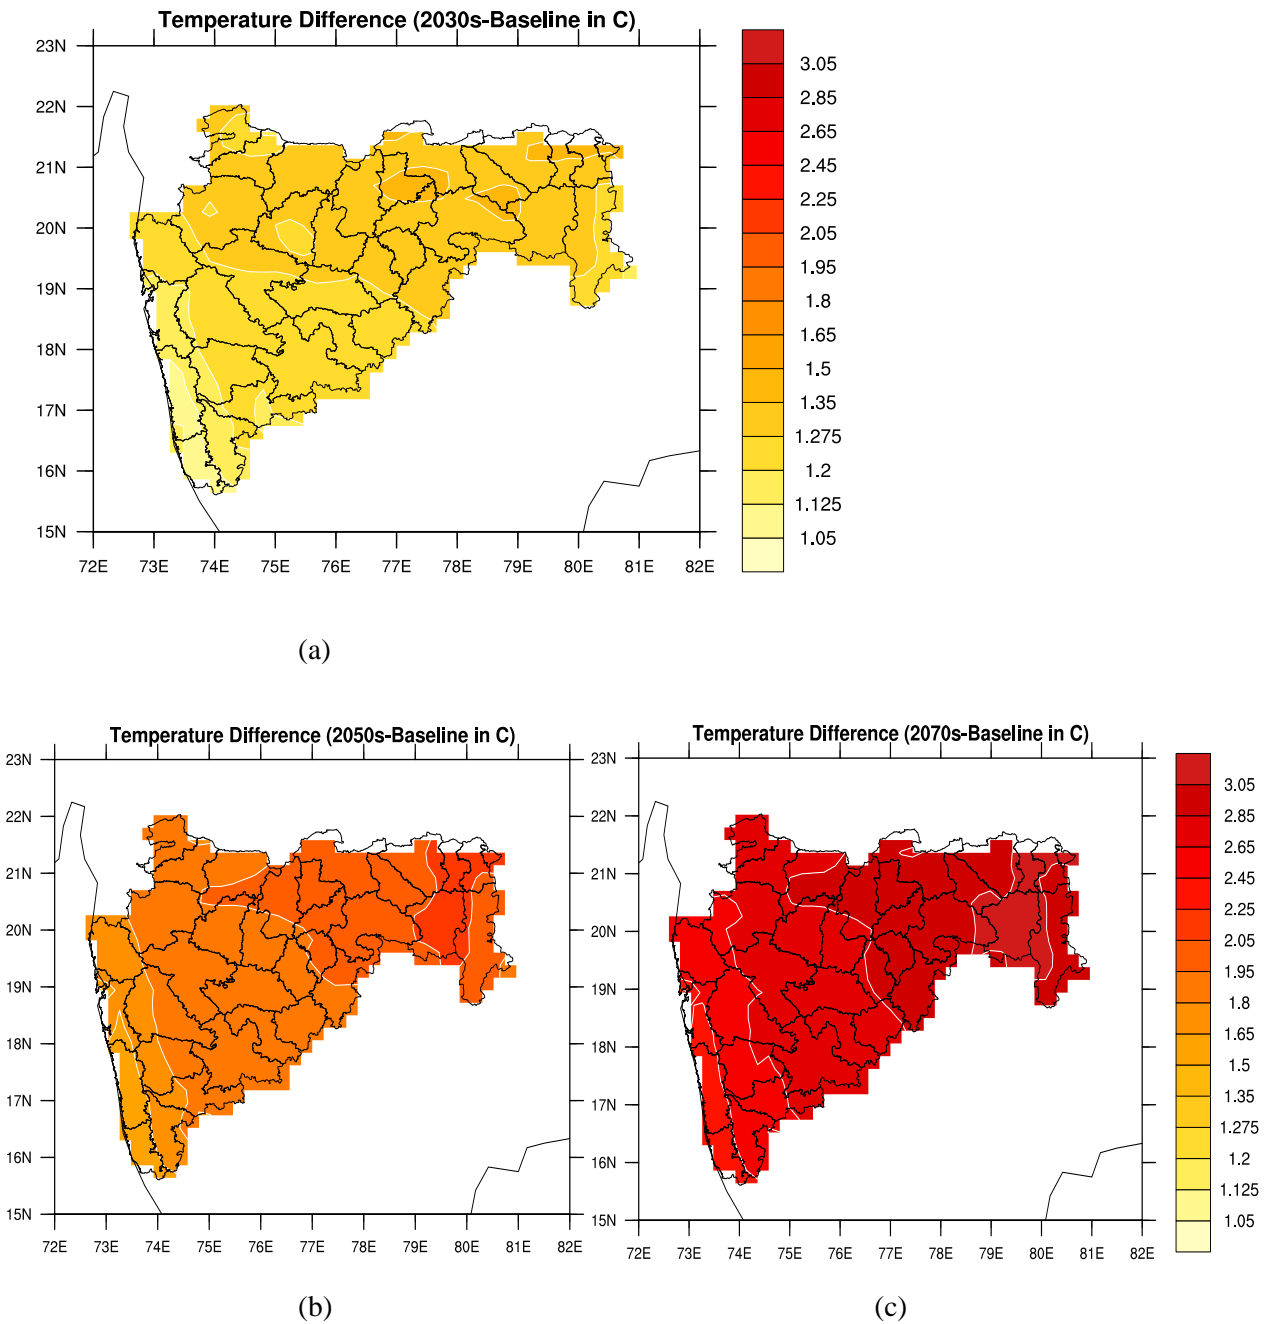 Temperature Difference (2030s-Baseline in C)
23N
22N
21N
20N
19N
18N
17N
16N
15N
72E 73E 74E 75E 76E 77E 78E 79E 80E 81E 82E
3.05
2.85
2.65
2.45
2.25
2.05
1.95
1.8
1.65
1.5
1.35
1.275
1.2
1.125
1.05
(a)
Temperature Difference (2050s-Baseline in C)
23N
22N
21N
20N
19N
18N
17N
16N
15N
72E 73E 74E 75E 76E 77E 78E 79E 80E 81E 82E
(b)
Temperature Difference (2070s-Baseline in C)
23N
22N
21N
20N
19N
18N
17N
16N
15N
72E 73E 74E 75E 76E 77E 78E 79E 80E 81E 82E
3.05
2.85
2.65
2.45
2.25
2.05
1.95
1.8
1.65
1.5
1.35
1.275
1.2
1.125
1.05
(c)